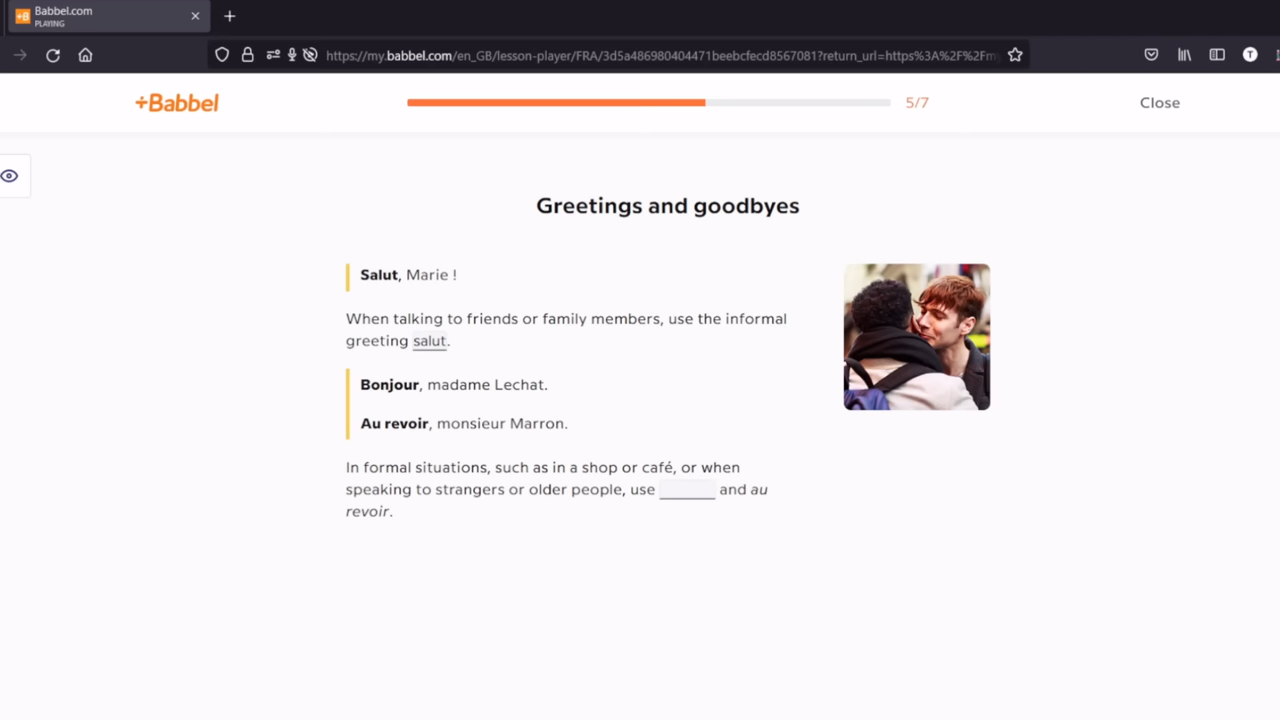 Babbel.com
PLAYING
https://my.babbel.com/en_GB/lesson-player/FRA/3d5a486980404471beebcfecd8567081?return_url=https%3A%2F%2Fm
+Babbel
5/7
Close
Greetings and goodbyes
Salut, Marie !
When talking to friends or family members, use the informal
greeting salut.
Bonjour, madame Lechat.
Au revoir, monsieur Marron.
In formal situations, such as in a shop or café, or when
speaking to strangers or older people, use ______ and au
revoir.